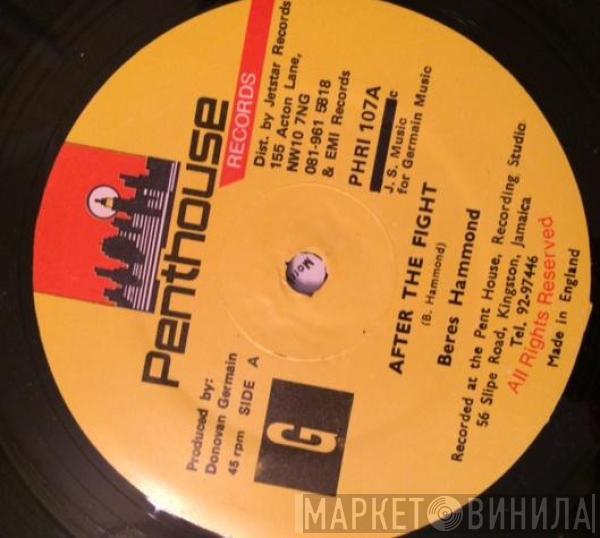 Penthouse
RECORDS
Dist. by Jetstar Records
155 Acton Lane,
NW10 7NG
081-961 5818
& EMI Records
PHRI 107A
c
J. S. Music
for Germain Music
Produced by:
Donovan Germain
45 rpm SIDE A
G
AFTER THE FIGHT
(B. Hammond)
Beres Hammond
Recorded at the Pent House, Recording Studio
56 Slipe Road, Kingston, Jamaica
Tel. 92-97446
All Rights Reserved
Made in England
МАРКЕТ ВИНИЛА